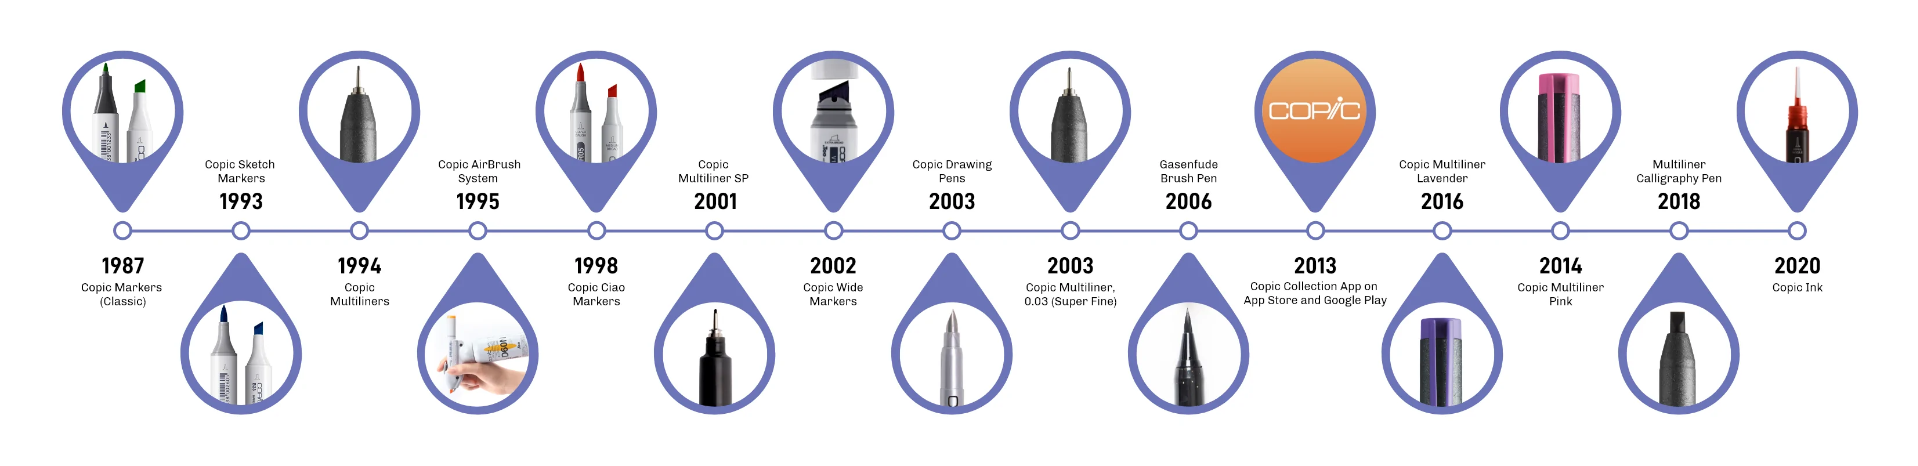 Copic Sketch
Markers
1993
Copic AirBrush
System
1995
Copic
Multiliner SP
2001
Copic Drawing
Pens
2003
Gasenfude
Brush Pen
2006
COPIC
Copic Multiliner
Lavender
2016
Multiliner
Calligraphy Pen
2018
1987
Copic Markers
(Classic)
1994
Copic
Multiliners
1998
Copic Ciao
Markers
2002
Copic Wide
Markers
2003
Copic Multiliner,
0.03 (Super Fine)
2013
Copic Collection App on
App Store and Google Play
2014
Copic Multiliner
Pink
2020
Copic Ink